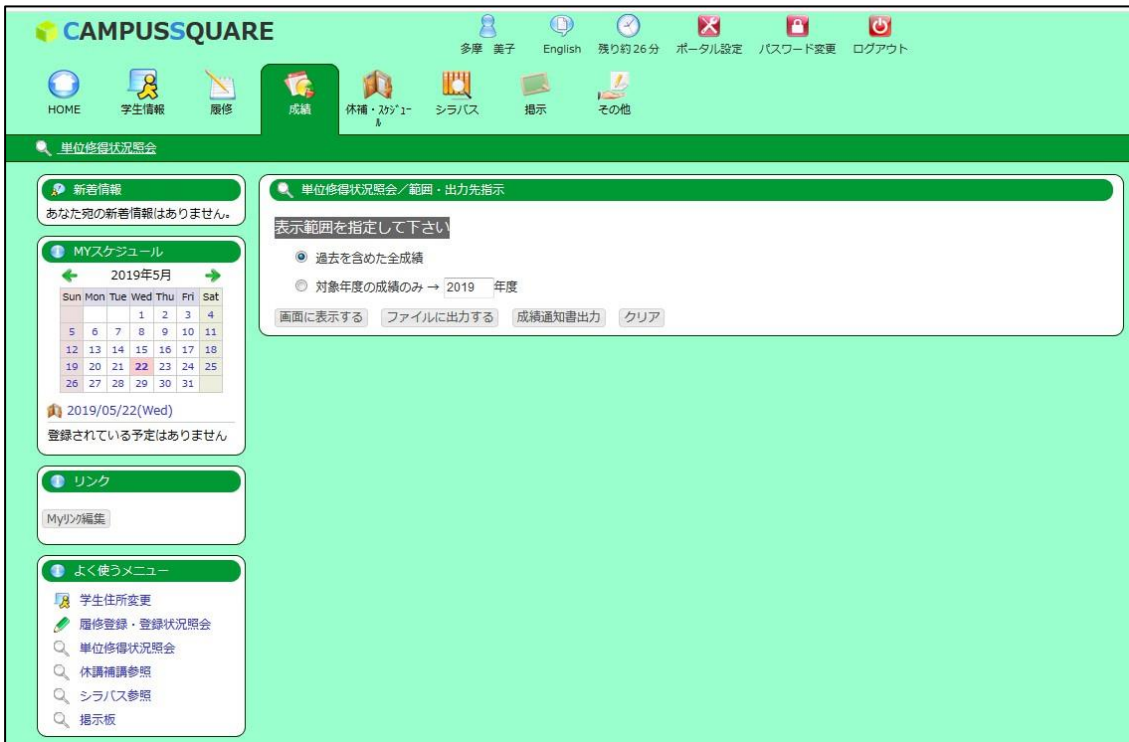 CAMPUSSQUARE
多摩 美子
English
残り約26分
ポータル設定
パスワード変更
ログアウト
HOME
学生情報
履修
成績
休補・ｽｹｼﾞｭｰ
ﾙ
シラバス
掲示
その他
単位修得状況照会
新着情報
あなた宛の新着情報はありません。
MYスケジュール
2019年5月
Sun Mon Tue Wed Thu Fri Sat
1 2 3 4
5 6 7 8 9 10 11
12 13 14 15 16 17 18
19 20 21 22 23 24 25
26 27 28 29 30 31
2019/05/22(Wed)
登録されている予定はありません
リンク
Myﾘﾝｸ編集
よく使うメニュー
学生住所変更
履修登録・登録状況照会
単位修得状況照会
休講補講参照
シラバス参照
掲示板
単位修得状況照会／範囲・出力先指示
表示範囲を指定して下さい
過去を含めた全成績
対象年度の成績のみ → 2019 年度
画面に表示する ファイルに出力する 成績通知書出力 クリア